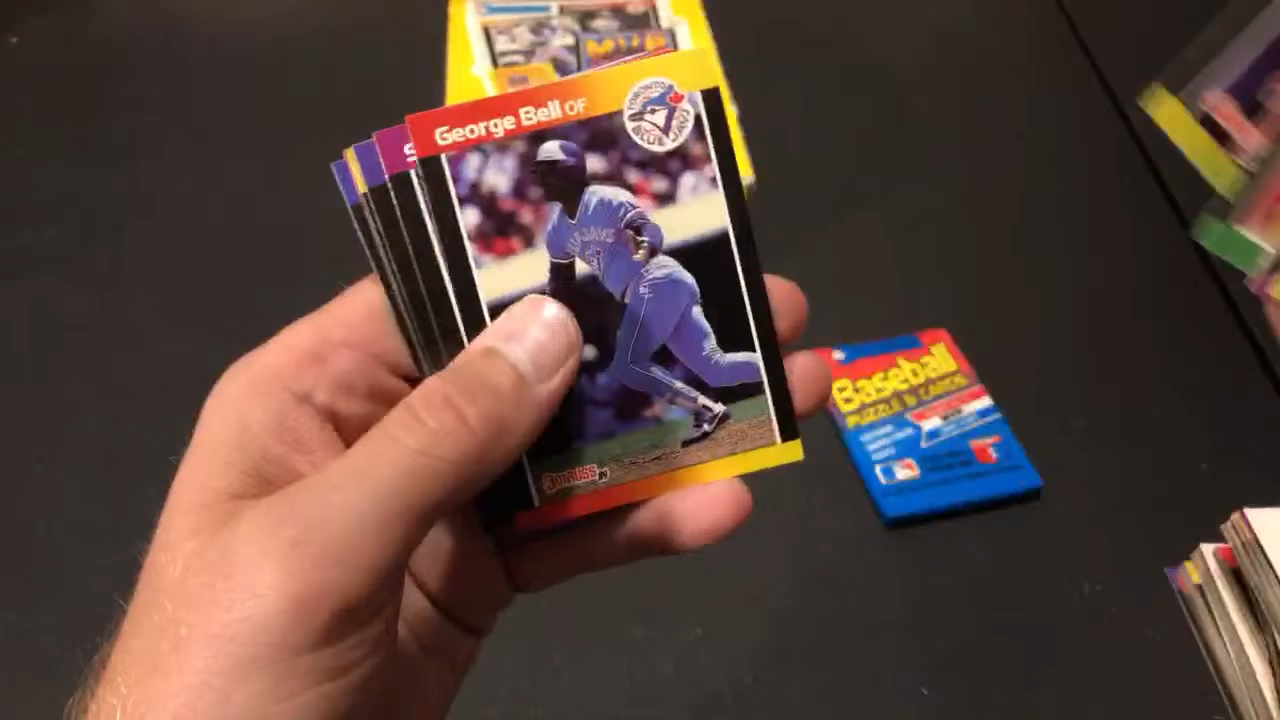 MVP
George Bell OF
TORONTO
BLUE JAYS
S
DONRUSS 89
Baseball
PUZZLE & CARDS